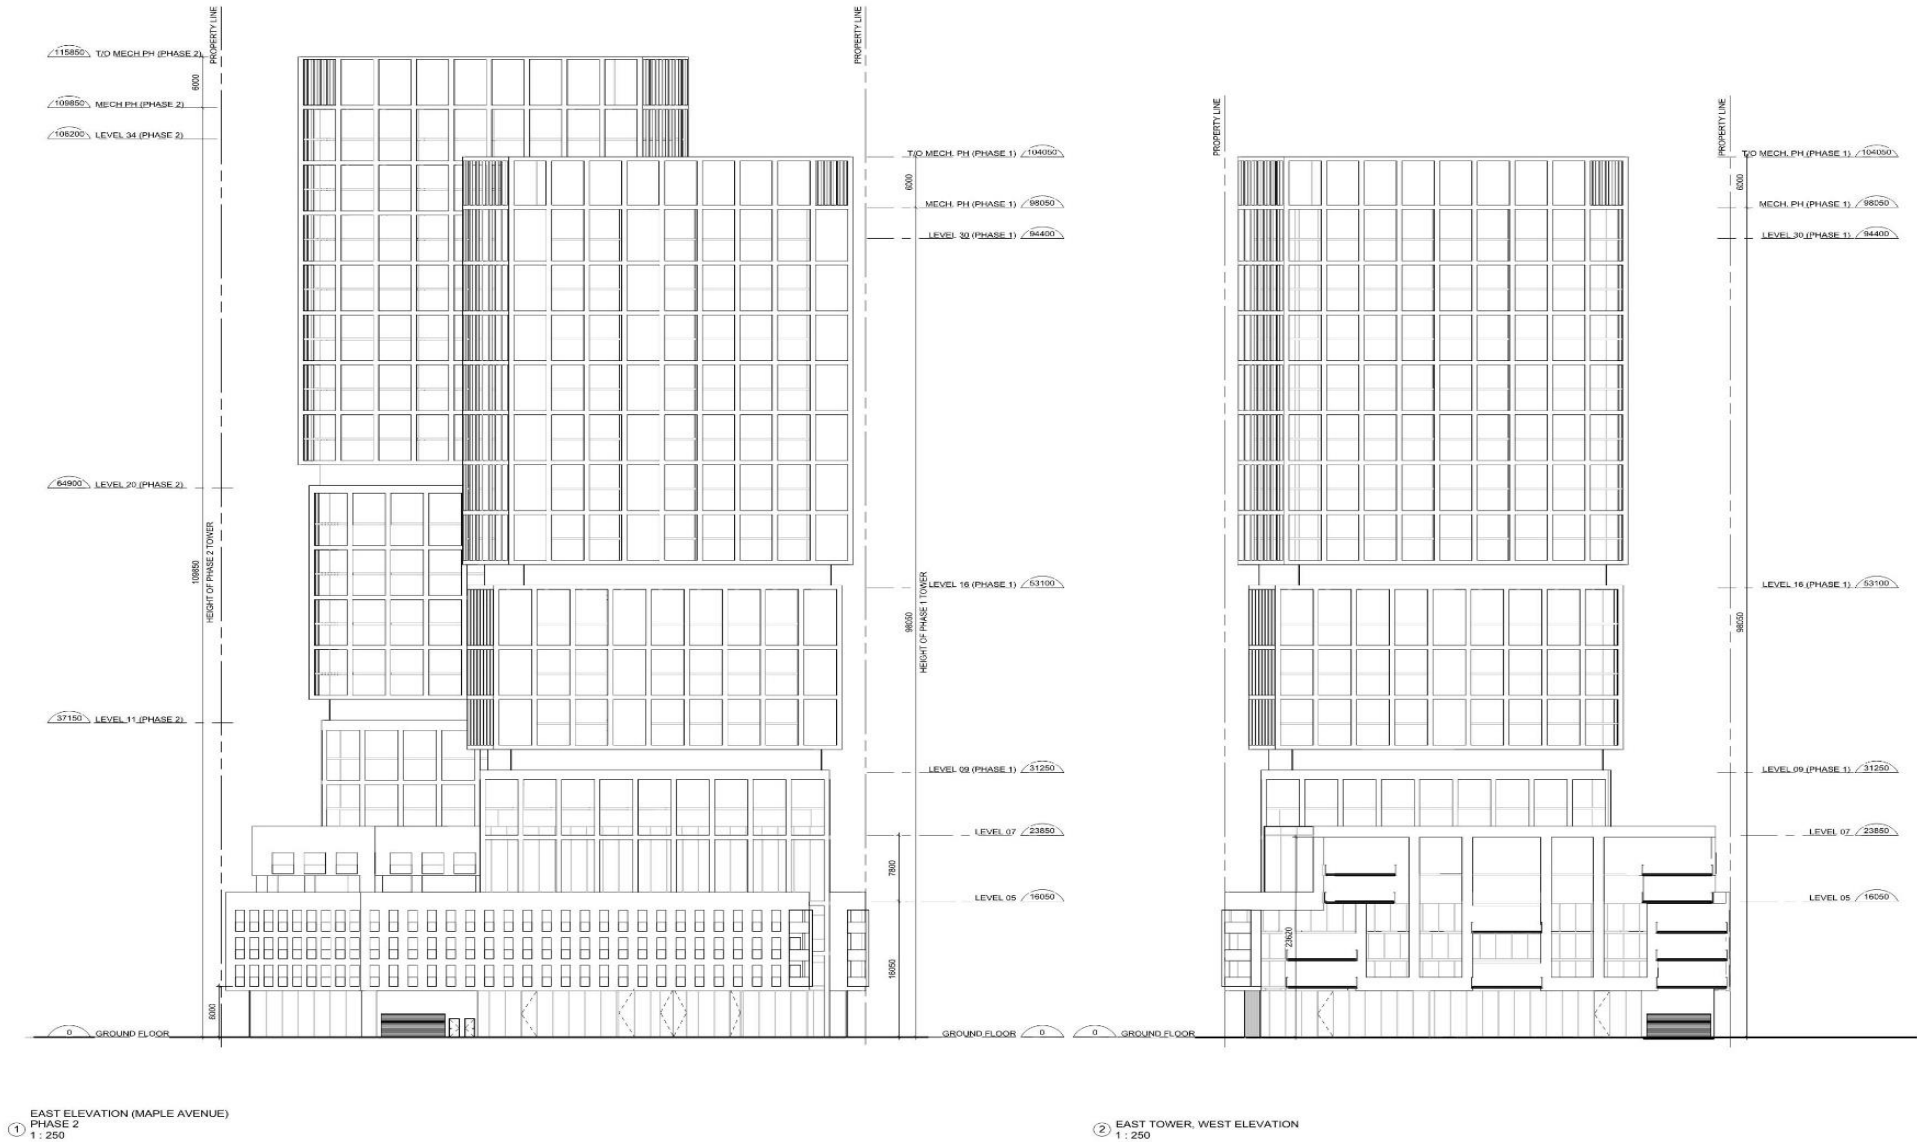 PROPERTY LINE
PROPERTY LINE
115850 T/O MECH PH (PHASE 2)
6000
109850 MECH PH (PHASE 2)
106200 LEVEL 34 (PHASE 2)
64900 LEVEL 20 (PHASE 2)
HEIGHT OF PHASE 2 TOWER
109850
37150 LEVEL 11 (PHASE 2)
6000
0 GROUND FLOOR
T/O MECH. PH (PHASE 1) 104050
6000
MECH. PH (PHASE 1) 98050
LEVEL 30 (PHASE 1) 94400
LEVEL 16 (PHASE 1) 53100
98050
HEIGHT OF PHASE 1 TOWER
LEVEL 09 (PHASE 1) 31250
LEVEL 07 23850
7800
LEVEL 05 16050
16050
GROUND FLOOR 0
1 EAST ELEVATION (MAPLE AVENUE)
PHASE 2
1 : 250
PROPERTY LINE
PROPERTY LINE
T/O MECH. PH (PHASE 1) 104050
6000
MECH. PH (PHASE 1) 98050
LEVEL 30 (PHASE 1) 94400
LEVEL 16 (PHASE 1) 53100
98050
LEVEL 09 (PHASE 1) 31250
LEVEL 07 23850
LEVEL 05 16050
23620
0 GROUND FLOOR
2 EAST TOWER, WEST ELEVATION
1 : 250